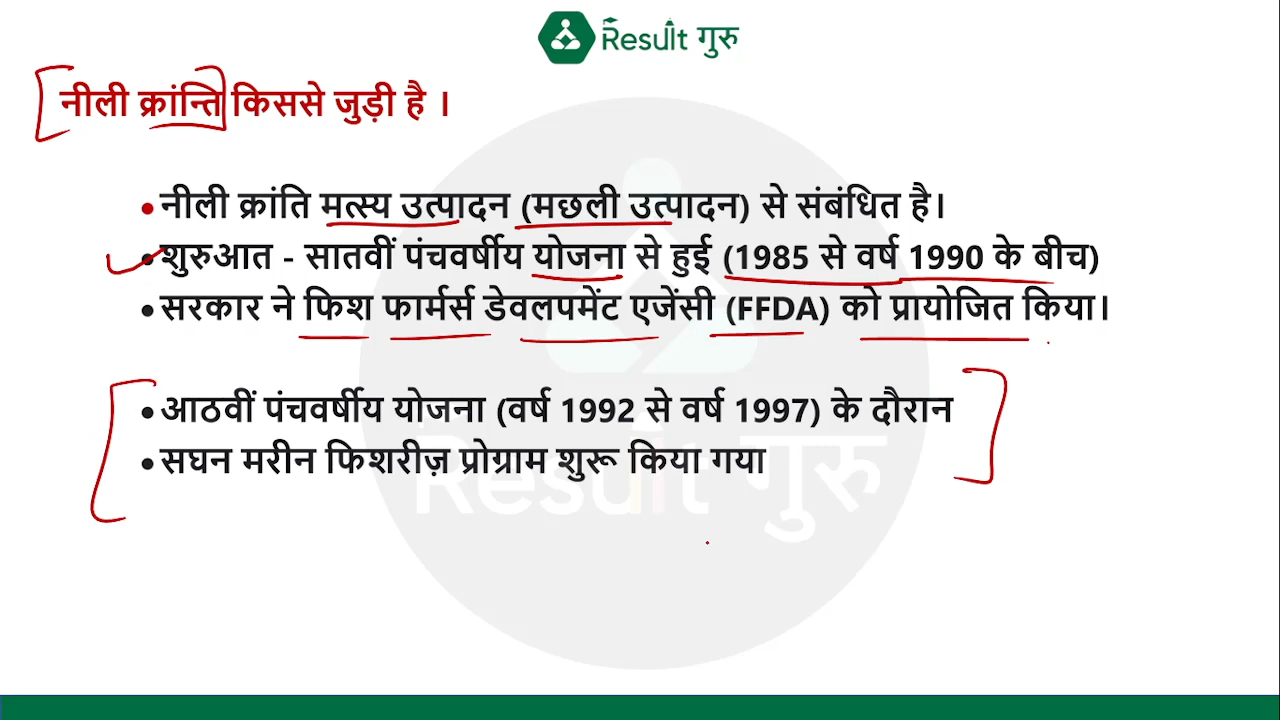 Result गुरु
नीली क्रांन्ति किससे जुड़ी है ।
•नीली क्रांति मत्स्य उत्पादन (मछली उत्पादन) से संबंधित है।
•शुरुआत - सातवीं पंचवर्षीय योजना से हुई (1985 से वर्ष 1990 के बीच)
•सरकार ने फिश फार्मर्स डेवलपमेंट एजेंसी (FFDA) को प्रायोजित किया।
•आठवीं पंचवर्षीय योजना (वर्ष 1992 से वर्ष 1997) के दौरान
•सघन मरीन फिशरीज़ प्रोग्राम शुरू किया गया
Result गुरु